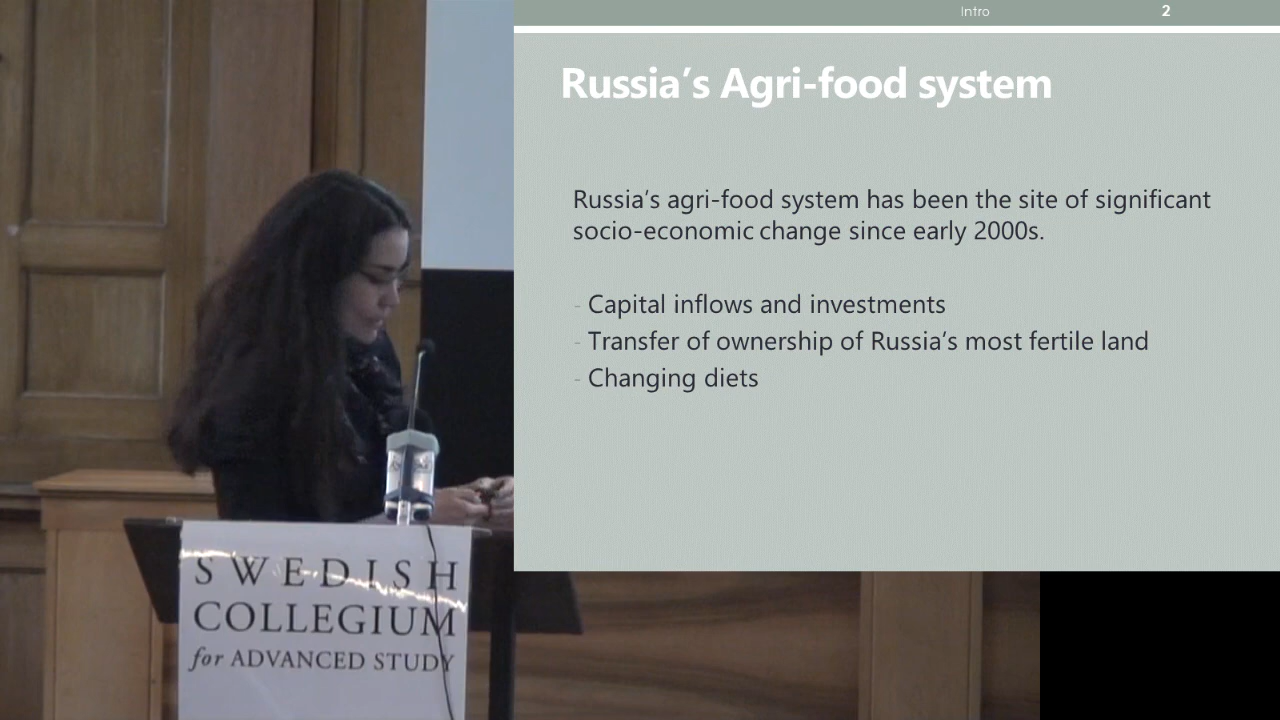 Intro 2
Russia's Agri-food system
Russia's agri-food system has been the site of significant
socio-economic change since early 2000s.
- Capital inflows and investments
- Transfer of ownership of Russia's most fertile land
- Changing diets
SWEDISH
COLLEGIUM
for ADVANCED STUDY